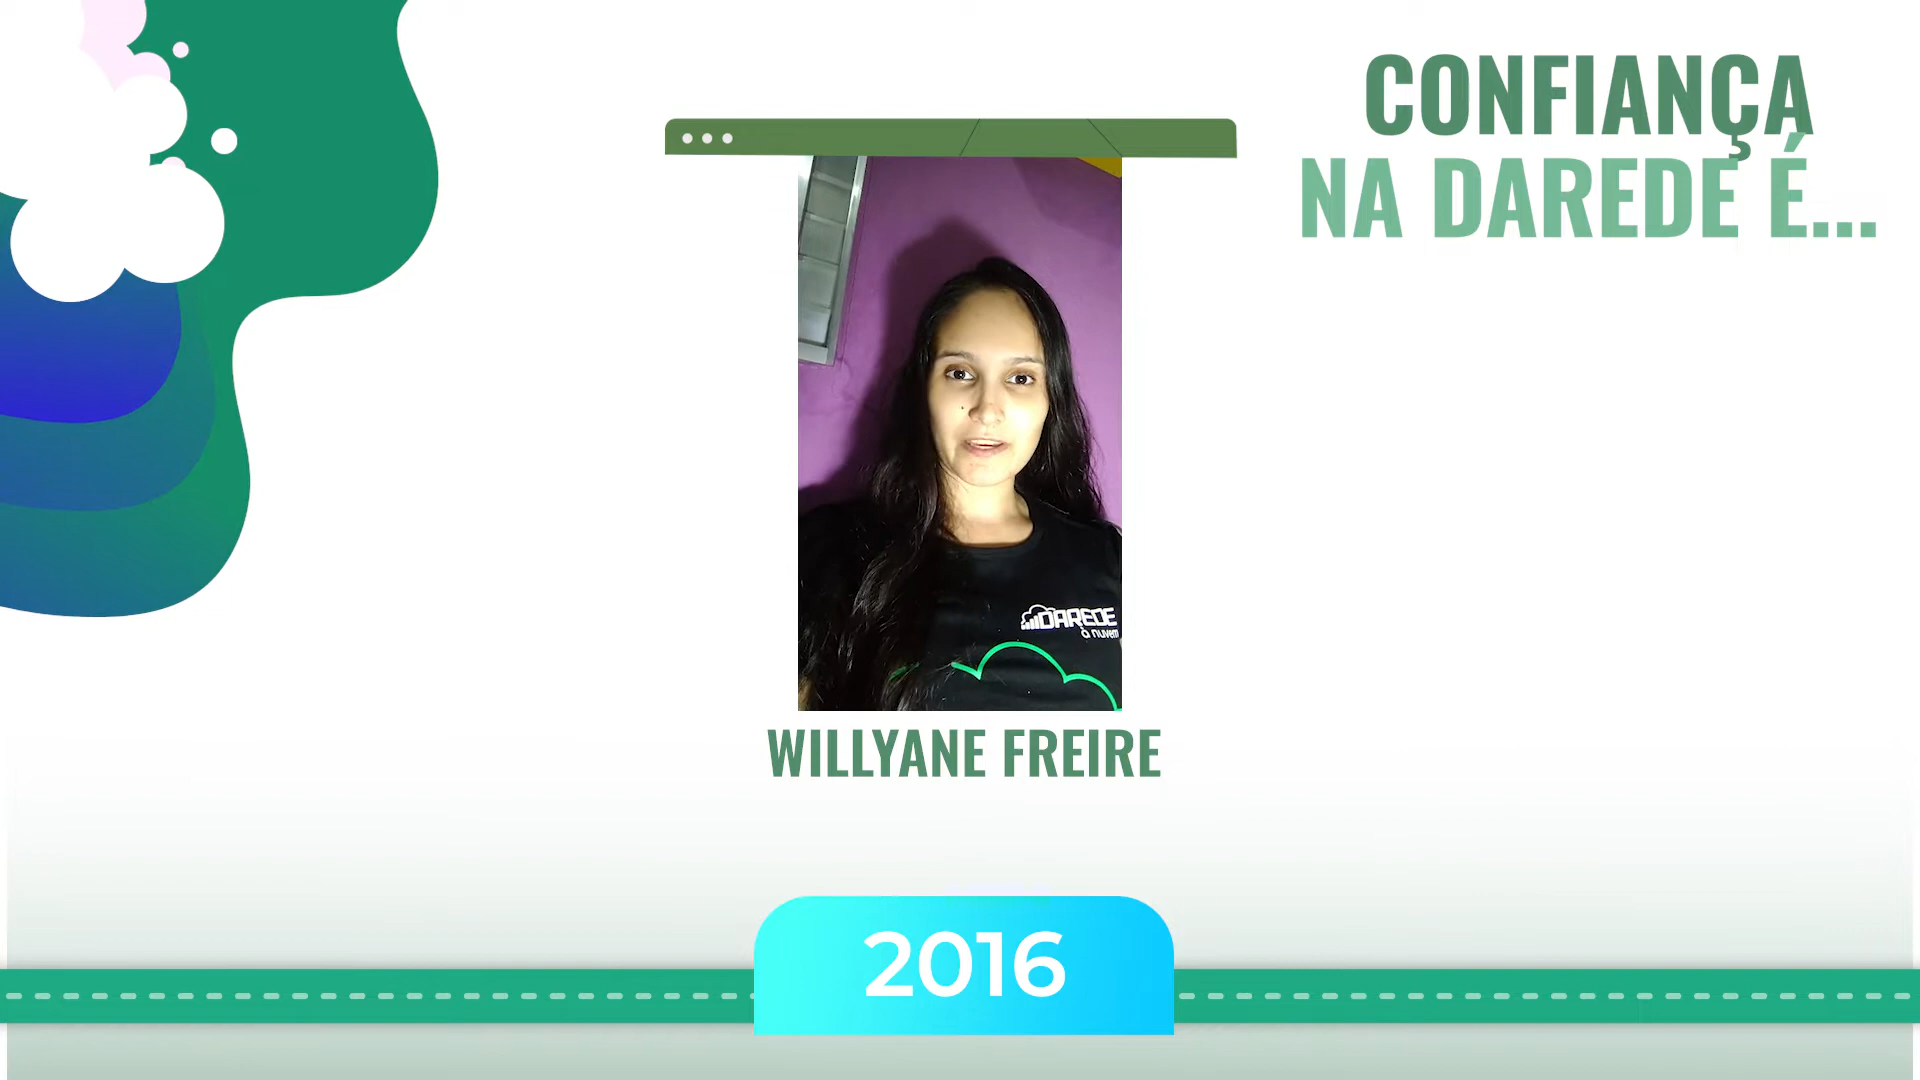 CONFIANÇA
NA DAREDE É...
DAREDE
à nuvem
WILLYANE FREIRE
2016